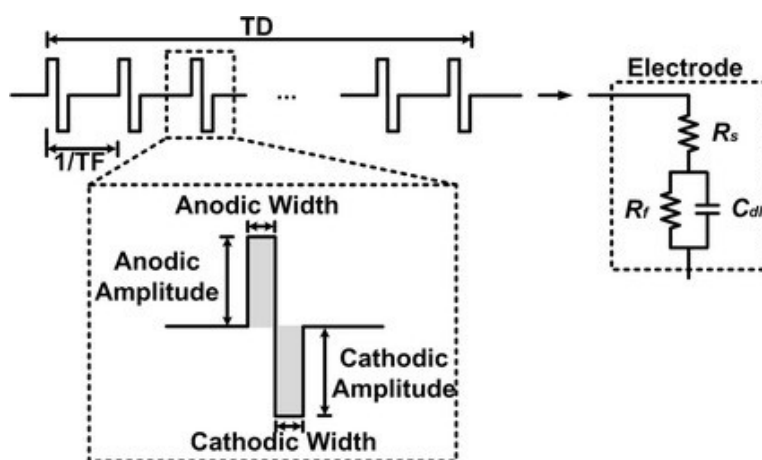 TD
...
1/TF
Anodic Width
Anodic
Amplitude
Cathodic
Amplitude
Cathodic Width
Electrode
Rs
Rf
Cdl